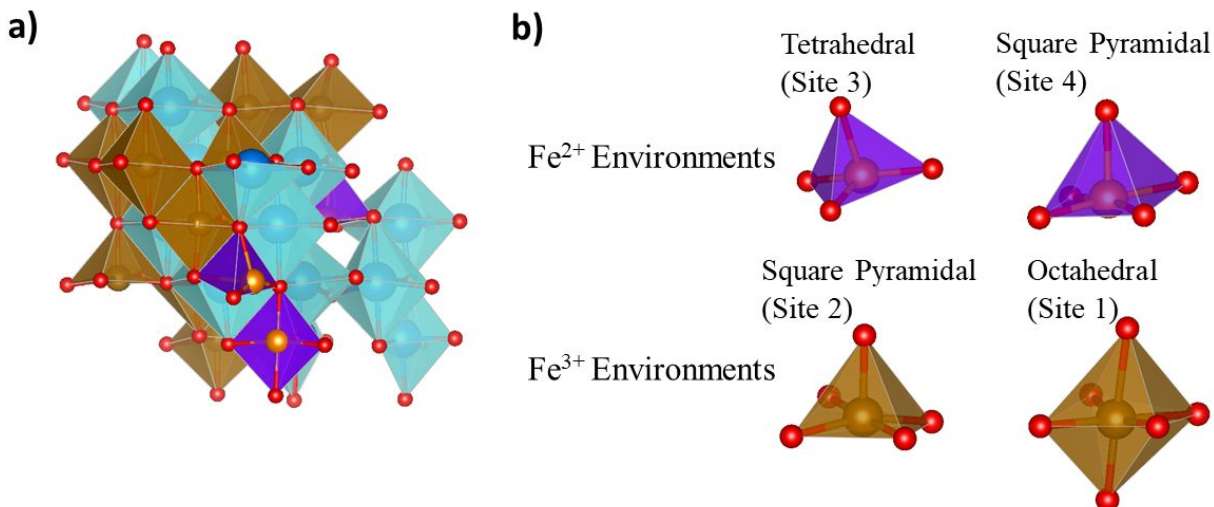 a)
b)
Tetrahedral
(Site 3)
Square Pyramidal
(Site 4)
Fe²⁺ Environments
Square Pyramidal
(Site 2)
Octahedral
(Site 1)
Fe³⁺ Environments